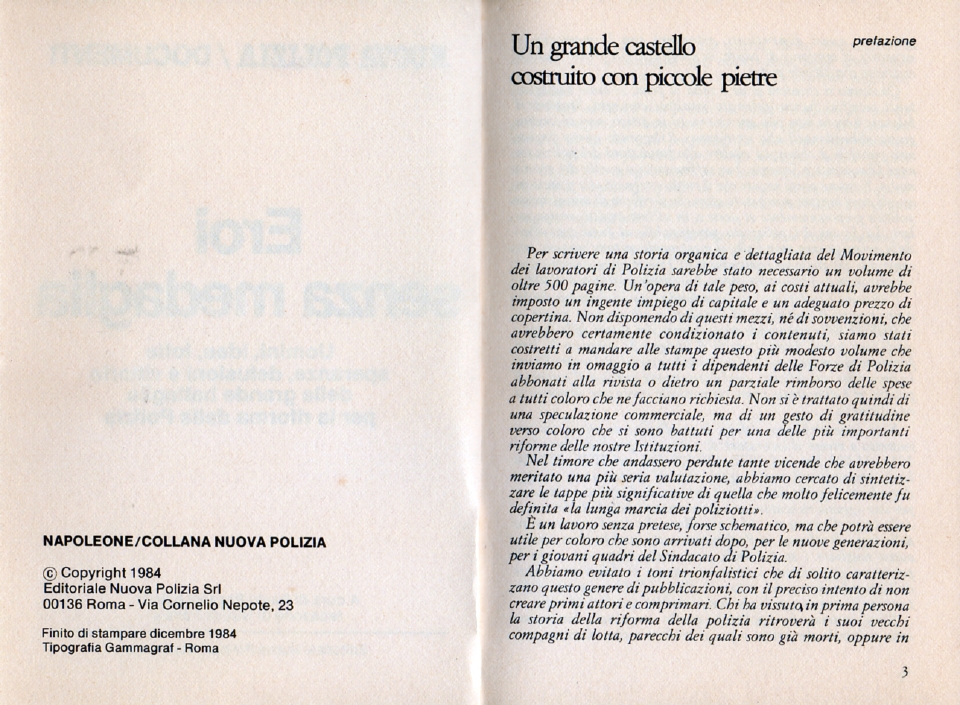 NAPOLEONE/COLLANA NUOVA POLIZIA
© Copyright 1984
Editoriale Nuova Polizia Srl
00136 Roma - Via Cornelio Nepote, 23
Finito di stampare dicembre 1984
Tipografia Gammagraf - Roma
prefazione
Un grande castello
costruito con piccole pietre
Per scrivere una storia organica e dettagliata del Movimento
dei lavoratori di Polizia sarebbe stato necessario un volume di
oltre 500 pagine. Un'opera di tale peso, ai costi attuali, avrebbe
imposto un ingente impiego di capitale e un adeguato prezzo di
copertina. Non disponendo di questi mezzi, né di sovvenzioni, che
avrebbero certamente condizionato i contenuti, siamo stati
costretti a mandare alle stampe questo più modesto volume che
inviamo in omaggio a tutti i dipendenti delle Forze di Polizia
abbonati alla rivista o dietro un parziale rimborso delle spese
a tutti coloro che ne facciano richiesta. Non si è trattato quindi di
una speculazione commerciale, ma di un gesto di gratitudine
verso coloro che si sono battuti per una delle più importanti
riforme delle nostre Istituzioni.
Nel timore che andassero perdute tante vicende che avrebbero
meritato una più seria valutazione, abbiamo cercato di sintetiz-
zare le tappe più significative di quella che molto felicemente fu
definita «la lunga marcia dei poliziotti».
È un lavoro senza pretese, forse schematico, ma che potrà essere
utile per coloro che sono arrivati dopo, per le nuove generazioni,
per i giovani quadri del Sindacato di Polizia.
Abbiamo evitato i toni trionfalistici che di solito caratteriz-
zano questo genere di pubblicazioni, con il preciso intento di non
creare primi attori e comprimari. Chi ha vissuto, in prima persona
la storia della riforma della polizia ritroverà i suoi vecchi
compagni di lotta, parecchi dei quali sono già morti, oppure in
3